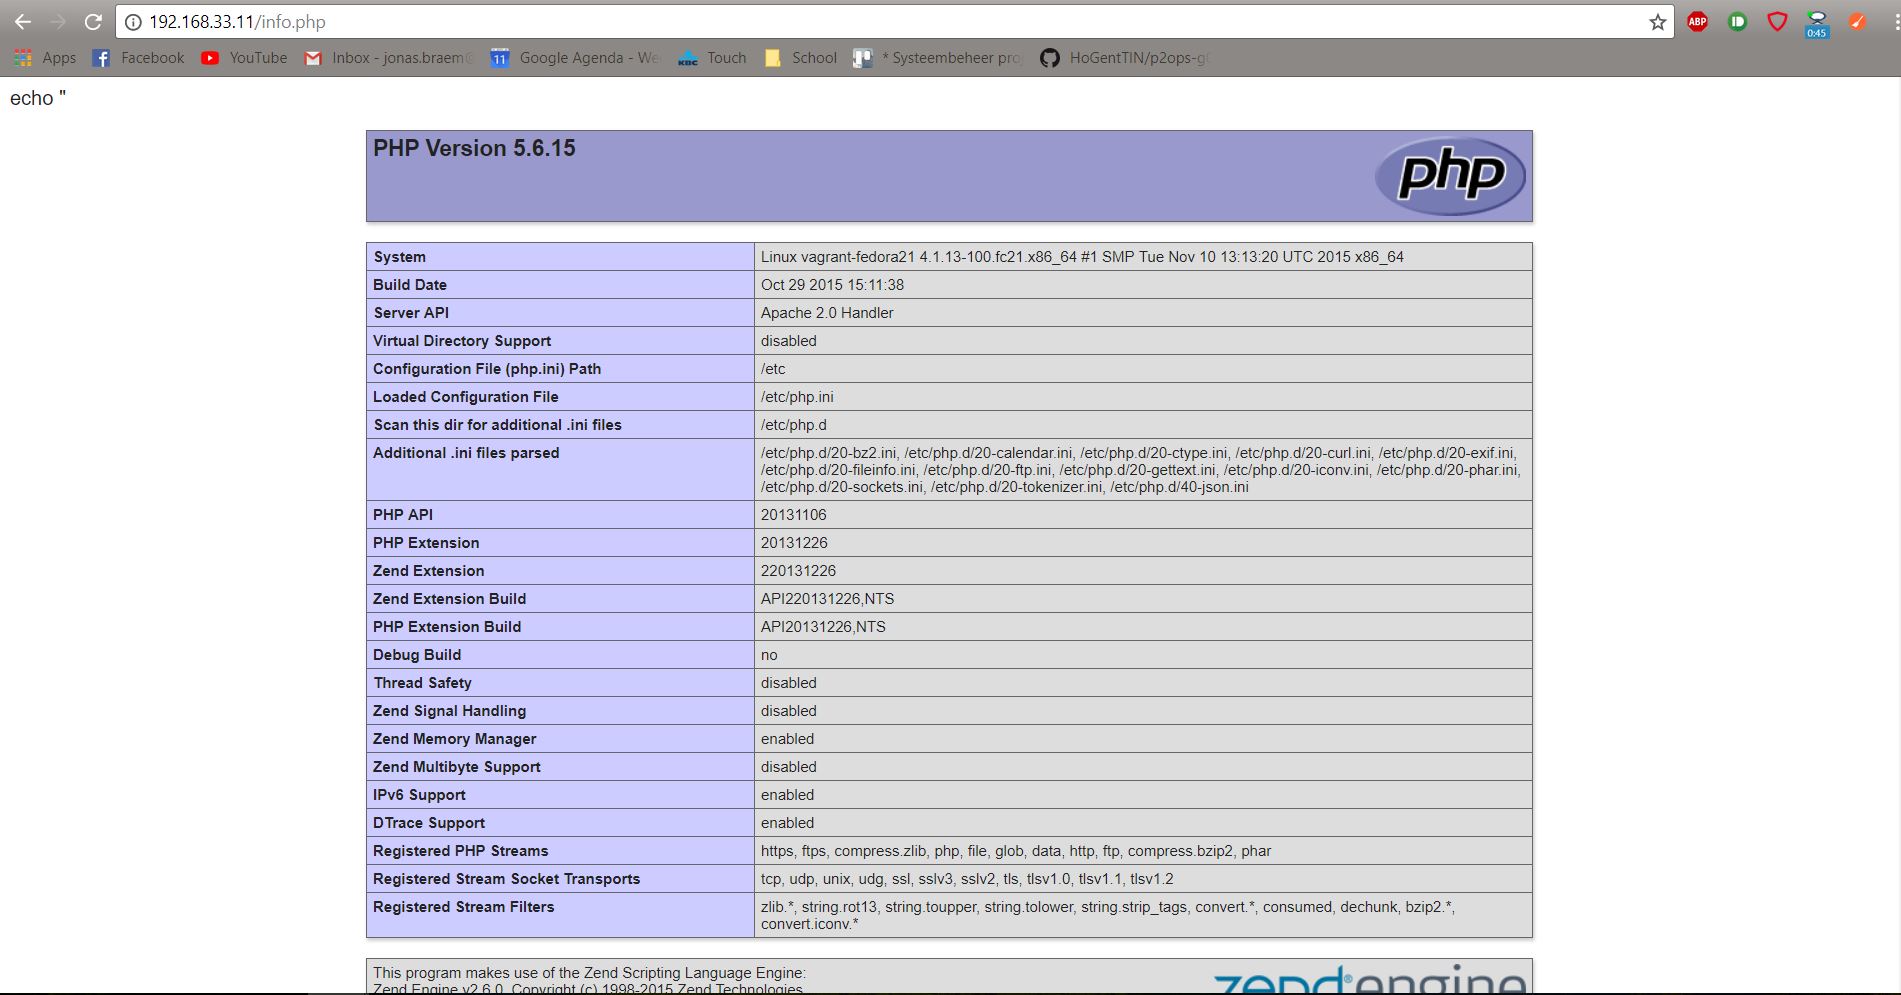 192.168.33.11/info.php
ABP
0:45
Apps Facebook YouTube Inbox - jonas.braem 11 Google Agenda - We KBC Touch School * Systeembeheer pro HoGentTIN/p2ops-g
echo "
PHP Version 5.6.15
php
System Linux vagrant-fedora21 4.1.13-100.fc21.x86_64 #1 SMP Tue Nov 10 13:13:20 UTC 2015 x86_64
Build Date Oct 29 2015 15:11:38
Server API Apache 2.0 Handler
Virtual Directory Support disabled
Configuration File (php.ini) Path /etc
Loaded Configuration File /etc/php.ini
Scan this dir for additional .ini files /etc/php.d
Additional .ini files parsed /etc/php.d/20-bz2.ini, /etc/php.d/20-calendar.ini, /etc/php.d/20-ctype.ini, /etc/php.d/20-curl.ini, /etc/php.d/20-exif.ini,
/etc/php.d/20-fileinfo.ini, /etc/php.d/20-ftp.ini, /etc/php.d/20-gettext.ini, /etc/php.d/20-iconv.ini, /etc/php.d/20-phar.ini,
/etc/php.d/20-sockets.ini, /etc/php.d/20-tokenizer.ini, /etc/php.d/40-json.ini
PHP API 20131106
PHP Extension 20131226
Zend Extension 220131226
Zend Extension Build API220131226,NTS
PHP Extension Build API20131226,NTS
Debug Build no
Thread Safety disabled
Zend Signal Handling disabled
Zend Memory Manager enabled
Zend Multibyte Support disabled
IPv6 Support enabled
DTrace Support enabled
Registered PHP Streams https, ftps, compress.zlib, php, file, glob, data, http, ftp, compress.bzip2, phar
Registered Stream Socket Transports tcp, udp, unix, udg, ssl, sslv3, sslv2, tls, tlsv1.0, tlsv1.1, tlsv1.2
Registered Stream Filters zlib.*, string.rot13, string.toupper, string.tolower, string.strip_tags, convert.*, consumed, dechunk, bzip2.*,
convert.iconv.*
This program makes use of the Zend Scripting Language Engine:
Zend Engine v2.6.0, Copyright (c) 1998-2015 Zend Technologies
zend engine